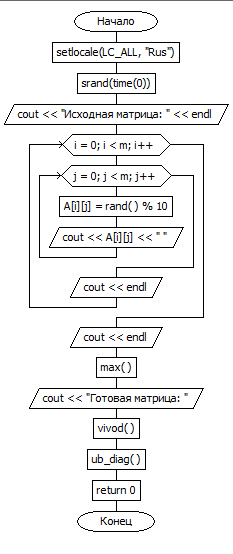 Начало
setlocale(LC_ALL, "Rus")
srand(time(0))
cout << "Исходная матрица: " << endl
i = 0; i < m; i++
j = 0; j < m; j++
A[i][j] = rand() % 10
cout << A[i][j] << " "
cout << endl
cout << endl
max()
cout << "Готовая матрица: "
vivod()
ub_diag()
return 0
Конец